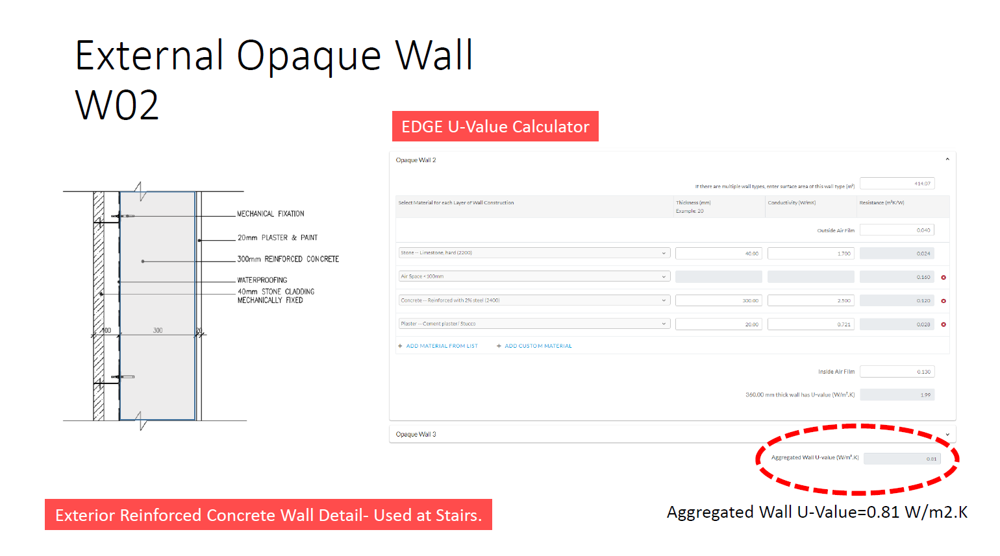 External Opaque Wall
W02
EDGE U-Value Calculator
Opaque Wall 2
If there are multiple wall types, enter surface area of this wall type (m²)
414.07
Select Material for each Layer of Wall Construction
Thickness (mm)
Example: 20
Conductivity (W/mK)
Resistance (m²K/W)
Outside Air Film
0.040
Stone -- Limestone, hard (2200)
40.00
1.700
0.024
Air Space <100mm
0.160
Concrete -- Reinforced with 2% steel (2400)
300.00
2.500
0.120
Plaster -- Cement plaster/ Stucco
20.00
0.721
0.028
+ ADD MATERIAL FROM LIST
+ ADD CUSTOM MATERIAL
Inside Air Film
0.130
360.00 mm thick wall has U-value (W/m².K)
1.99
Opaque Wall 3
Aggregated Wall U-value (W/m².K)
0.81
Aggregated Wall U-Value=0.81 W/m2.K
MECHANICAL FIXATION
20mm PLASTER & PAINT
300mm REINFORCED CONCRETE
WATERPROOFING
40mm STONE CLADDING
MECHANICALLY FIXED
100
300
20
Exterior Reinforced Concrete Wall Detail- Used at Stairs.